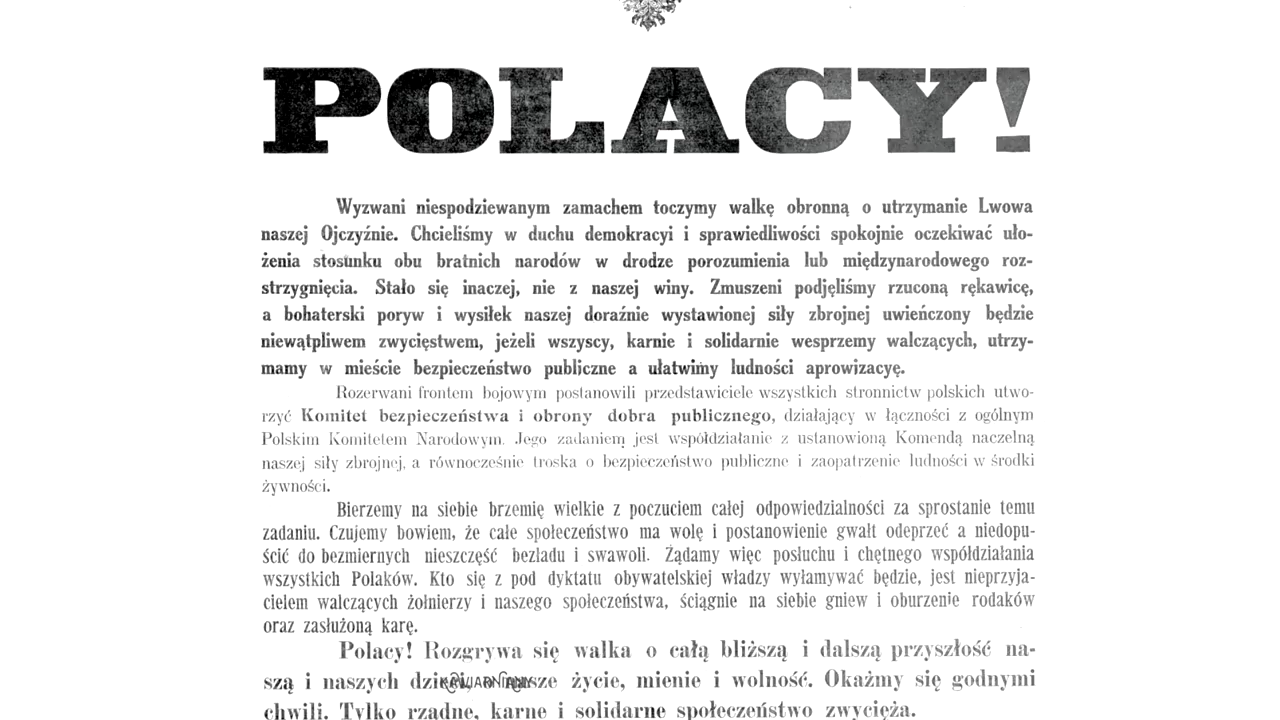 POLACY!
Wyzwani niespodziewanym zamachem toczymy walkę obronną o utrzymanie Lwowa
naszej Ojczyźnie. Chcieliśmy w duchu demokracyi i sprawiedliwości spokojnie oczekiwać uło-
żenia stosunku obu bratnich narodów w drodze porozumienia lub międzynarodowego roz-
strzygnięcia. Stało się inaczej, nie z naszej winy. Zmuszeni podjęliśmy rzuconą rękawicę,
a bohaterski poryw i wysiłek naszej doraźnie wystawionej siły zbrojnej uwieńczony będzie
niewątpliwem zwycięstwem, jeżeli wszyscy, karnie i solidarnie wesprzemy walczących, utrzy-
mamy w mieście bezpieczeństwo publiczne a ułatwimy ludności aprowizacyę.
Rozerwani frontem bojowym postanowili przedstawiciele wszystkich stronnictw polskich utwo-
rzyć Komitet bezpieczeństwa i obrony dobra publicznego, działający w łączności z ogólnym
Polskim Komitetem Narodowym. Jego zadaniem jest współdziałanie z ustanowioną Komendą naczelną
naszej siły zbrojnej, a równocześnie troska o bezpieczeństwo publiczne i zaopatrzenie ludności w środki
żywności.
Bierzemy na siebie brzemię wielkie z poczuciem całej odpowiedzialności za sprostanie temu
zadaniu. Czujemy bowiem, że całe społeczeństwo ma wolę i postanowienie gwałt odeprzeć a niedopu-
ścić do bezmiernych nieszczęść bezładu i swawoli. Żądamy więc posłuchu i chętnego współdziałania
wszystkich Polaków. Kto się z pod dyktatu obywatelskiej władzy wyłamywać będzie, jest nieprzyja-
cielem walczących żołnierzy i naszego społeczeństwa, ściągnie na siebie gniew i oburzenie rodaków
oraz zasłużoną karę.
Polacy! Rozgrywa się walka o całą bliższą i dalszą przyszłość na-
szą i naszych dzieci, o nasze życie, mienie i wolność. Okażmy się godnymi
chwili. Tylko rządne, karne i solidarne społeczeństwo zwycięża.